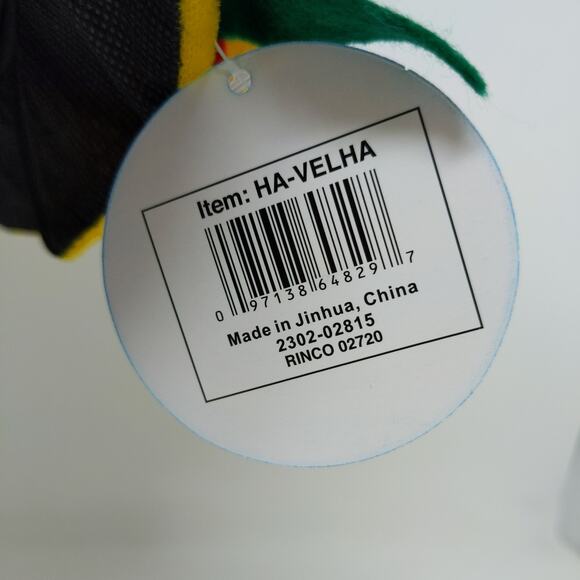 Item: HA-VELHA
0 97138 64829 7
Made in Jinhua, China
2302-02815
RINCO 02720